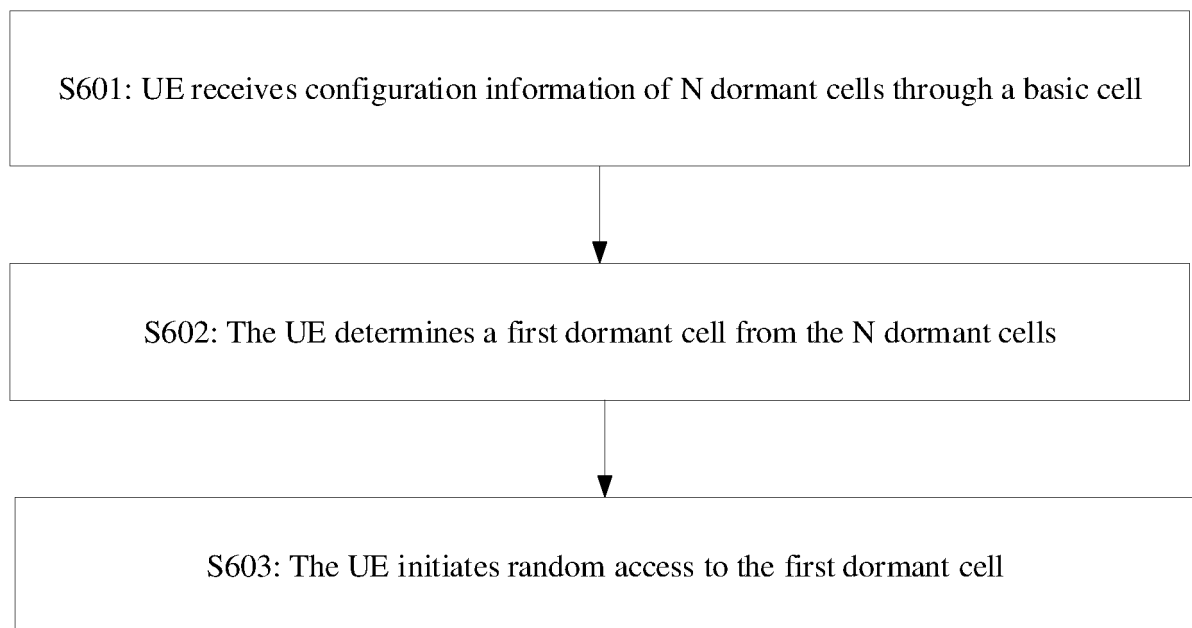 S601: UE receives configuration information of N dormant cells through a basic cell
S602: The UE determines a first dormant cell from the N dormant cells
S603: The UE initiates random access to the first dormant cell